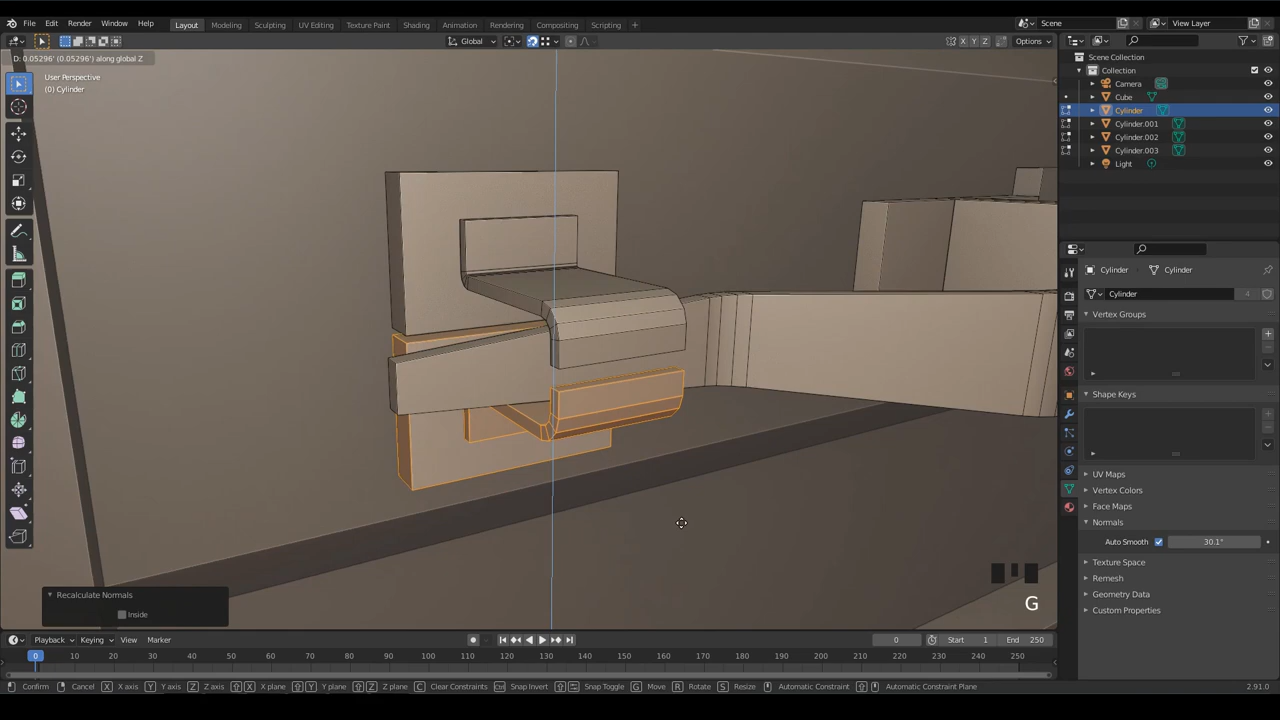 File Edit Render Window Help Layout Modeling Sculpting UV Editing Texture Paint Shading Animation Rendering Compositing Scripting + Scene View Layer
Global Options
D: 0.05296' (0.05296') along global Z
X Y Z
User Perspective
(0) Cylinder
Scene Collection
Collection
Camera
Cube
Cylinder
Cylinder.001
Cylinder.002
Cylinder.003
Light
Cylinder Cylinder
Cylinder 4
Vertex Groups
Shape Keys
UV Maps
Vertex Colors
Face Maps
Normals
Auto Smooth 30.1°
Texture Space
Remesh
Geometry Data
Custom Properties
Recalculate Normals
Inside
G
Playback Keying View Marker 0 Start 1 End 250
0 10 20 30 40 50 60 70 80 90 100 110 120 130 140 150 160 170 180 190 200 210 220 230 240 250
Confirm Cancel X X axis Y Y axis Z Z axis X X plane Y Y plane Z Z plane C Clear Constraints Snap Invert Snap Toggle G Move R Rotate S Resize Automatic Constraint Automatic Constraint Plane 2.91.0